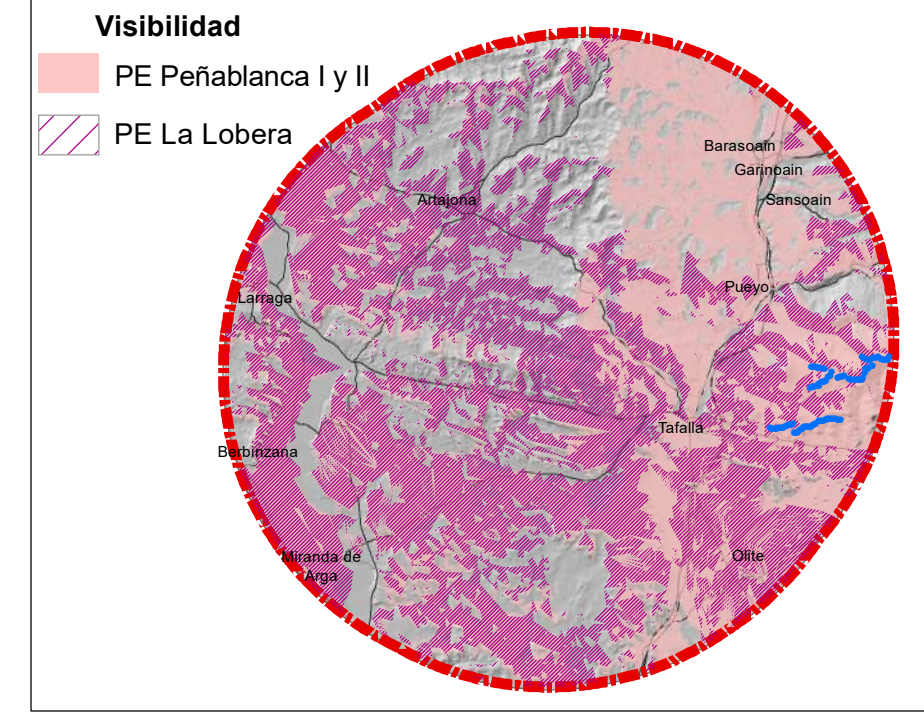 Visibilidad
PE Peñablanca I y II
PE La Lobera
Barasoain
Garinoain
Artajona
Sansoain
Pueyo
Larraga
Tafalla
Berbinzana
Olite
Miranda de
Arga